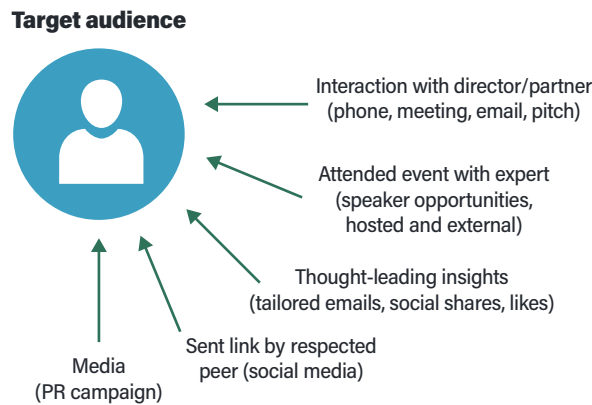 Target audience
Interaction with director/partner
(phone, meeting, email, pitch)
Attended event with expert
(speaker opportunities,
hosted and external)
Thought-leading insights
(tailored emails, social shares, likes)
Sent link by respected
peer (social media)
Media
(PR campaign)